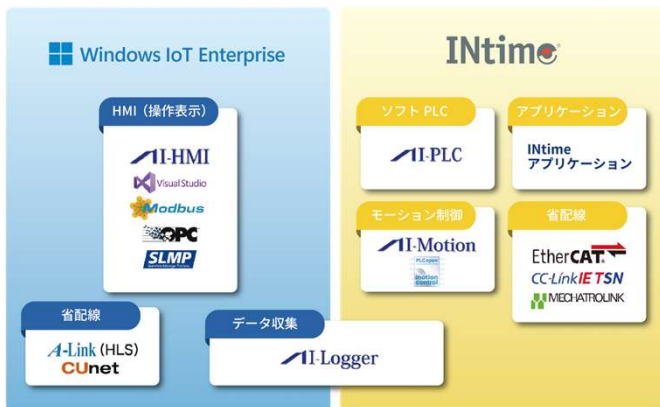 Windows IoT Enterprise
HMI（操作表示）
AI-HMI
Visual Studio
Modbus
OPC
SLMP
省配線
A-Link (HLS)
CUnet
データ収集
AI-Logger
INtime
ソフト PLC
AI-PLC
アプリケーション
INtime
アプリケーション
モーション制御
AI-Motion
PLCopen
motion
control
省配線
EtherCAT
CC-Link IE TSN
MECHATROLINK